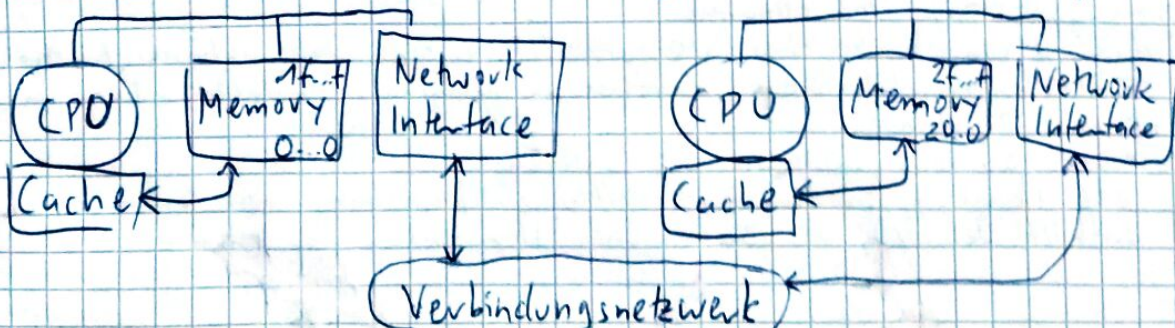 CPU
1f...f
Memory
0...0
Network
Interface
Cache
CPU
2f...f
Memory
20..0
Network
Interface
Cache
Verbindungsnetzwerk